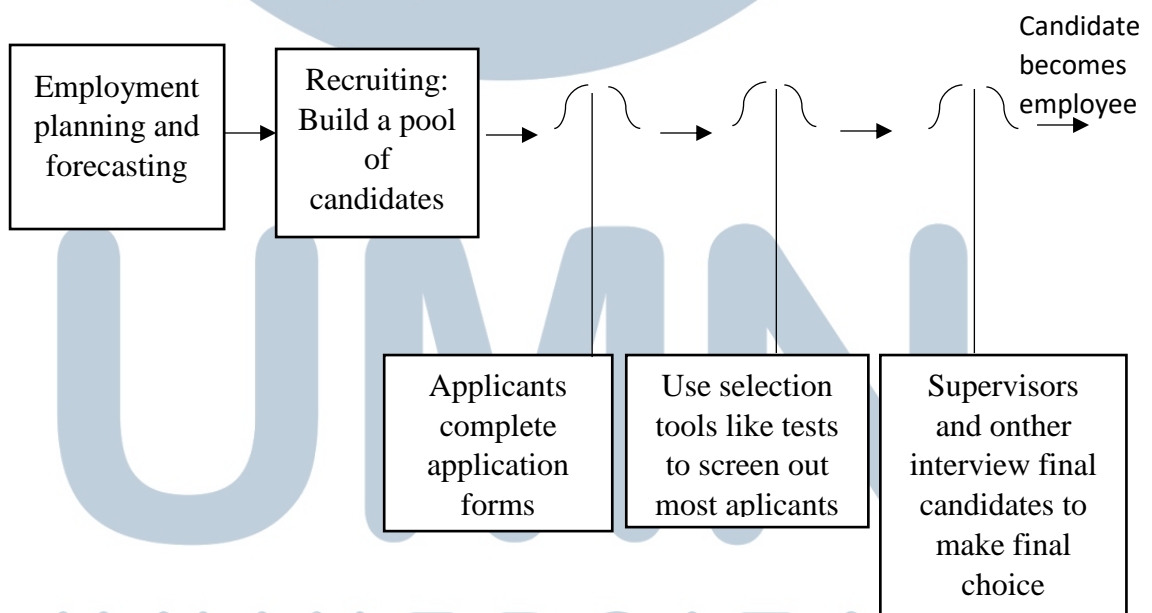 Candidate
becomes
employee
Employment
planning and
forecasting
Recruiting:
Build a pool
of
candidates
UMN
Applicants
complete
application
forms
Use selection
tools like tests
to screen out
most aplicants
Supervisors
and onther
interview final
candidates to
make final
choice